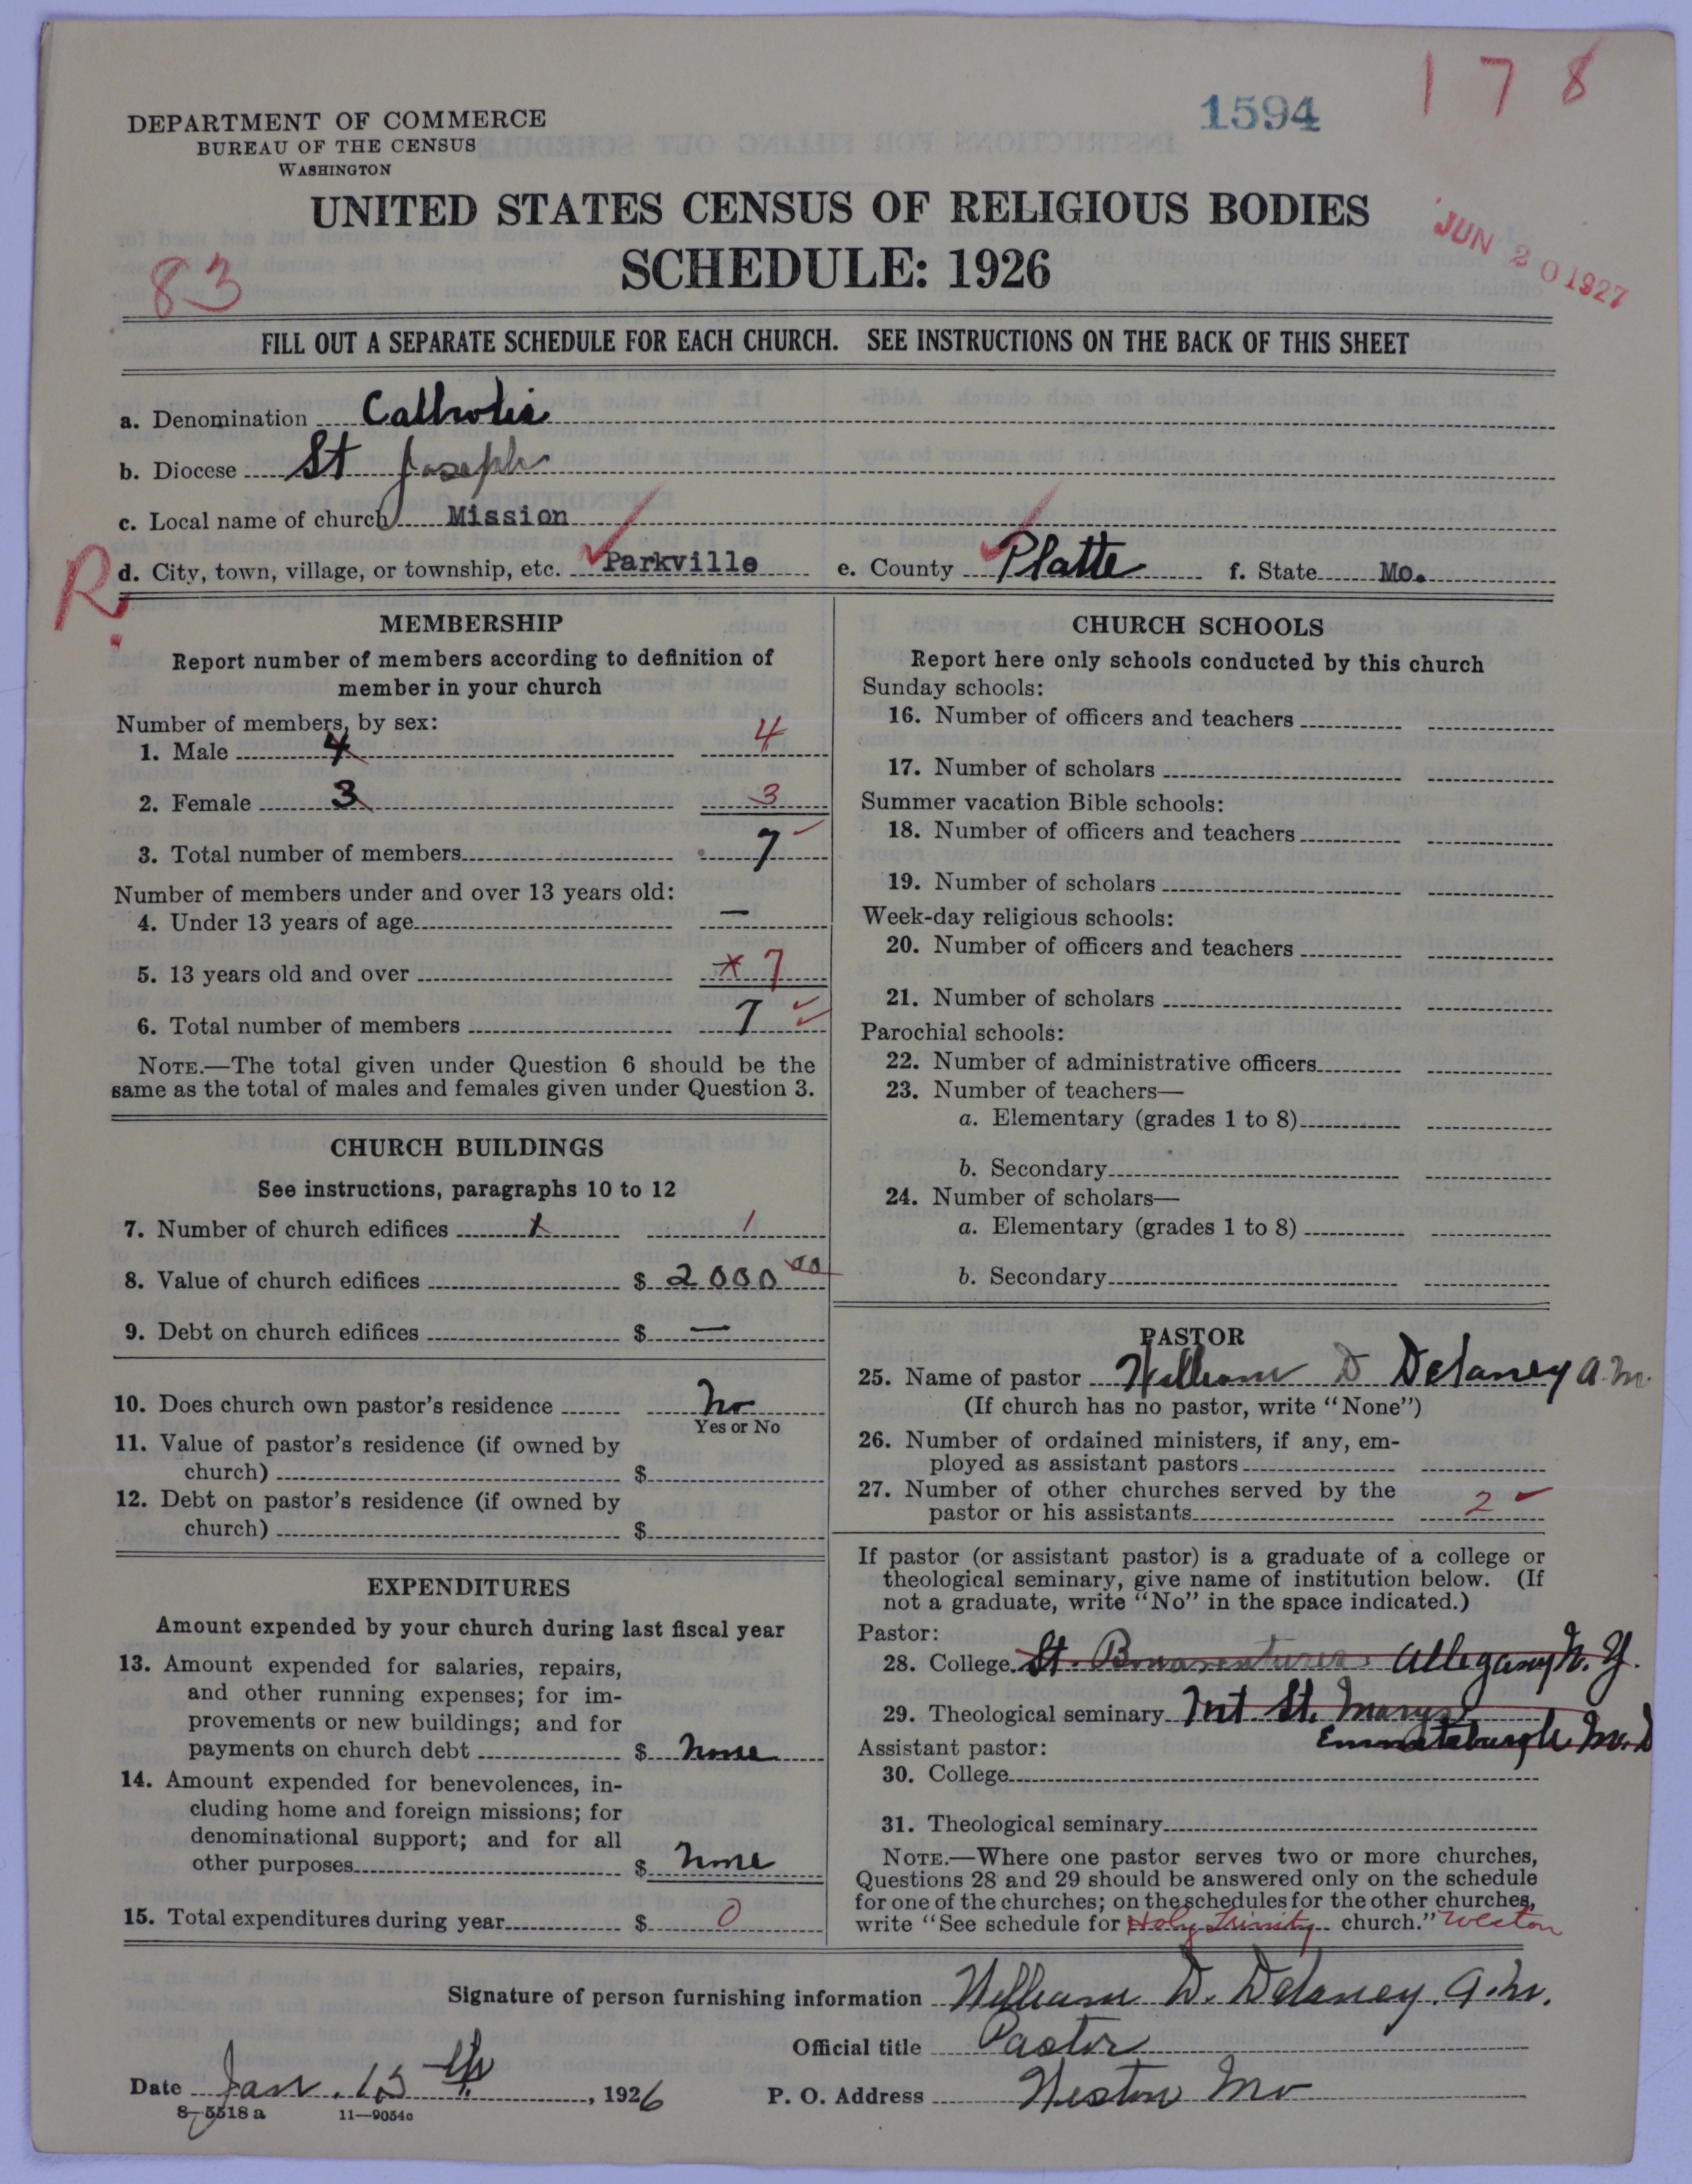 1594
178
DEPARTMENT OF COMMERCE
BUREAU OF THE CENSUS
WASHINGTON
UNITED STATES CENSUS OF RELIGIOUS BODIES
SCHEDULE: 1926
83
JUN 20 1927
FILL OUT A SEPARATE SCHEDULE FOR EACH CHURCH. SEE INSTRUCTIONS ON THE BACK OF THIS SHEET
a. Denomination Catholic
b. Diocese St Joseph
c. Local name of church Mission
R. d. City, town, village, or township, etc. Parkville e. County Platte f. State Mo.
MEMBERSHIP
Report number of members according to definition of
member in your church
Number of members, by sex:
1. Male 4 4
2. Female 3 3
3. Total number of members 7
Number of members under and over 13 years old:
4. Under 13 years of age —
5. 13 years old and over * 7
6. Total number of members 7
NOTE.—The total given under Question 6 should be the
same as the total of males and females given under Question 3.
CHURCH BUILDINGS
See instructions, paragraphs 10 to 12
7. Number of church edifices 1 1
8. Value of church edifices $ 2000 00
9. Debt on church edifices $ —
10. Does church own pastor's residence No
Yes or No
11. Value of pastor's residence (if owned by
church) $
12. Debt on pastor's residence (if owned by
church) $
EXPENDITURES
Amount expended by your church during last fiscal year
13. Amount expended for salaries, repairs,
and other running expenses; for im-
provements or new buildings; and for
payments on church debt $ None
14. Amount expended for benevolences, in-
cluding home and foreign missions; for
denominational support; and for all
other purposes $ None
15. Total expenditures during year $ 0
CHURCH SCHOOLS
Report here only schools conducted by this church
Sunday schools:
16. Number of officers and teachers
17. Number of scholars
Summer vacation Bible schools:
18. Number of officers and teachers
19. Number of scholars
Week-day religious schools:
20. Number of officers and teachers
21. Number of scholars
Parochial schools:
22. Number of administrative officers
23. Number of teachers—
a. Elementary (grades 1 to 8)
b. Secondary
24. Number of scholars—
a. Elementary (grades 1 to 8)
b. Secondary
PASTOR
25. Name of pastor William D Delaney A.M.
(If church has no pastor, write "None")
26. Number of ordained ministers, if any, em-
ployed as assistant pastors
27. Number of other churches served by the
pastor or his assistants 2
If pastor (or assistant pastor) is a graduate of a college or
theological seminary, give name of institution below. (If
not a graduate, write "No" in the space indicated.)
Pastor:
28. College St. Bonaventures Allegany N. Y.
29. Theological seminary Mt St. Marys
Emmitsburgh Md
Assistant pastor:
30. College
31. Theological seminary
NOTE.—Where one pastor serves two or more churches,
Questions 28 and 29 should be answered only on the schedule
for one of the churches; on the schedules for the other churches,
write "See schedule for Holy Trinity church." Weston
Signature of person furnishing information William D. Delaney. A.M.
Official title Pastor
Date Jan. 13th, 1926 P. O. Address Weston Mo
8-5518 a 11-9054c